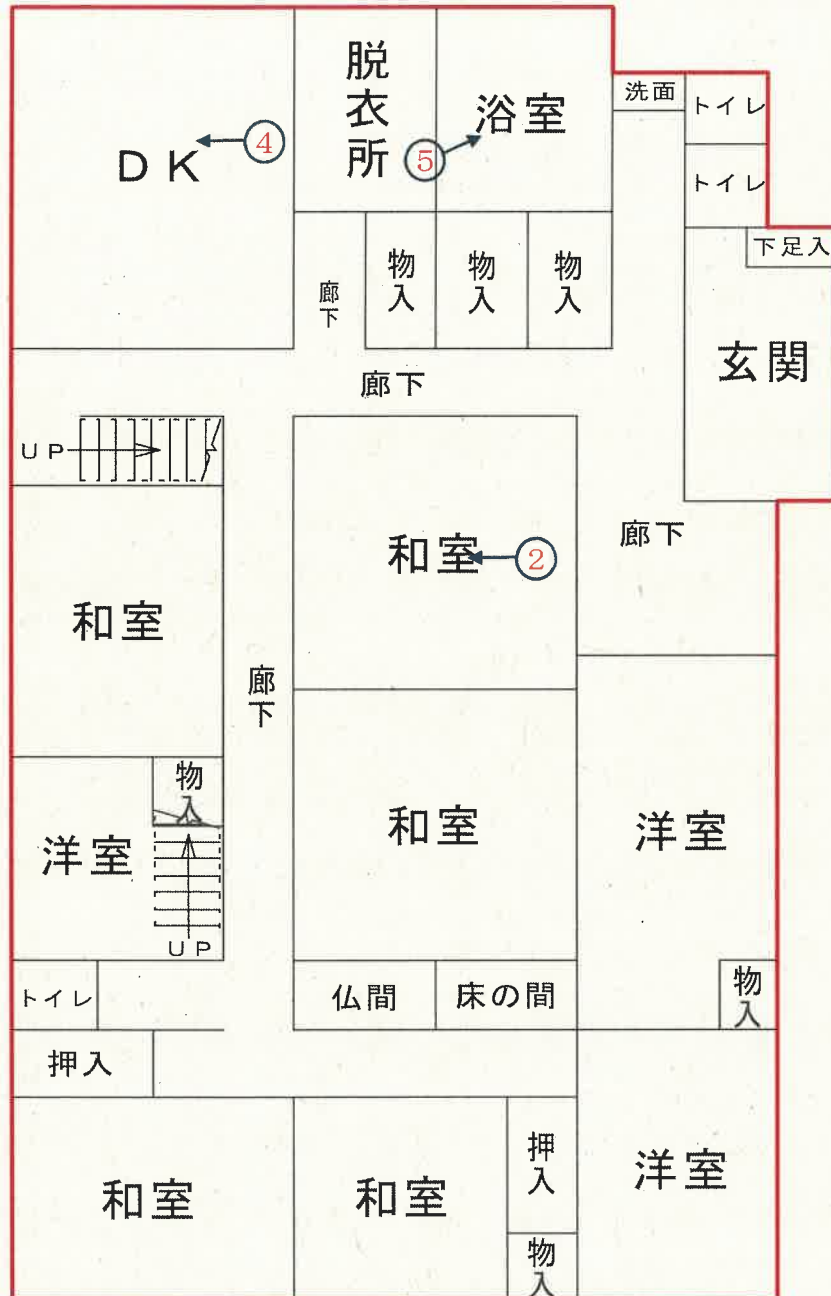 脱衣所
浴室
洗面
トイレ
DK
④
⑤
トイレ
下足入
廊下
物入
物入
物入
玄関
廊下
UP
和室
②
廊下
和室
廊下
物入
和室
洋室
洋室
UP
トイレ
仏間
床の間
物入
押入
和室
和室
押入
洋室
物入